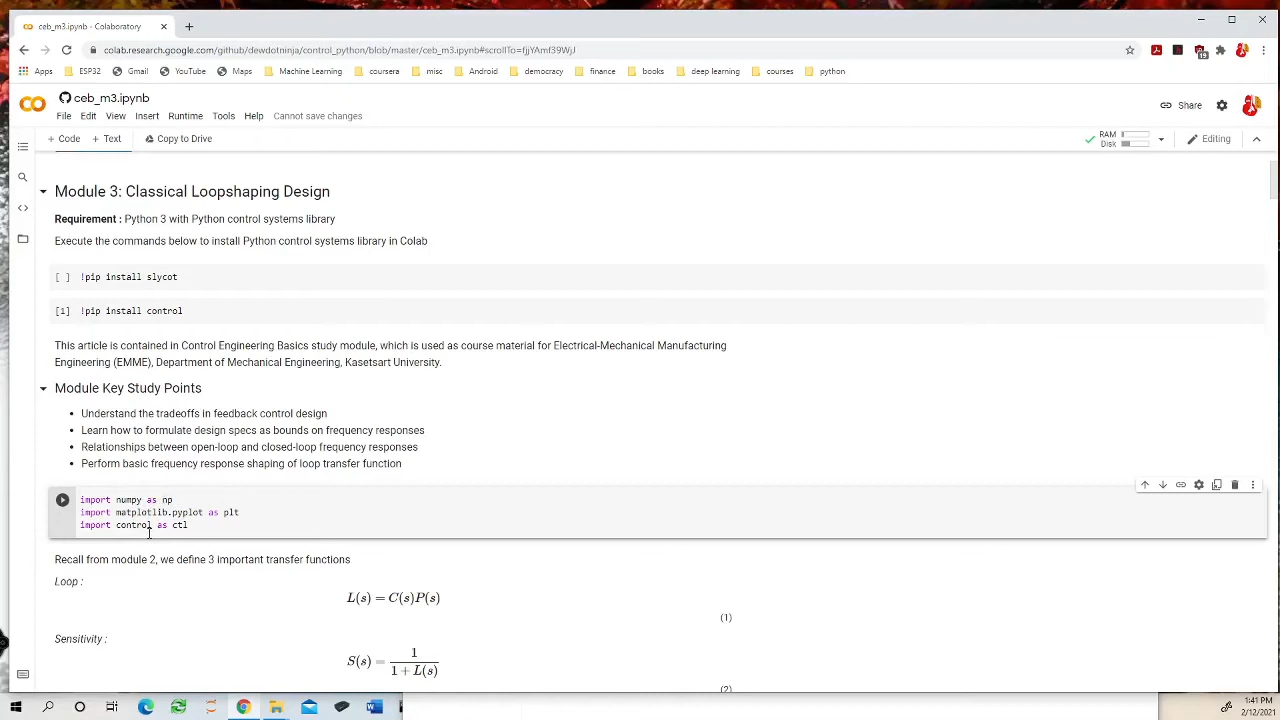 ceb_m3.ipynb - Colaboratory
colab.research.google.com/github/dewdotninja/control_python/blob/master/ceb_m3.ipynb#scrollTo=fjjYAmf39WjJ
Apps ESP32 Gmail YouTube Maps Machine Learning coursera misc Android democracy finance books deep learning courses python
ceb_m3.ipynb
Share
File Edit View Insert Runtime Tools Help Cannot save changes
+ Code + Text Copy to Drive
RAM
Disk
Editing
Module 3: Classical Loopshaping Design
Requirement : Python 3 with Python control systems library
Execute the commands below to install Python control systems library in Colab
[ ] !pip install slycot
[1] !pip install control
This article is contained in Control Engineering Basics study module, which is used as course material for Electrical-Mechanical Manufacturing
Engineering (EMME), Department of Mechanical Engineering, Kasetsart University.
Module Key Study Points
• Understand the tradeoffs in feedback control design
• Learn how to formulate design specs as bounds on frequency responses
• Relationships between open-loop and closed-loop frequency responses
• Perform basic frequency response shaping of loop transfer function
import numpy as np
import matplotlib.pyplot as plt
import control as ctl
Recall from module 2, we define 3 important transfer functions
Loop :
L(s) = C(s)P(s)
(1)
Sensitivity :
S(s) = 1 / (1 + L(s))
(2)
1:41 PM
2/12/2021